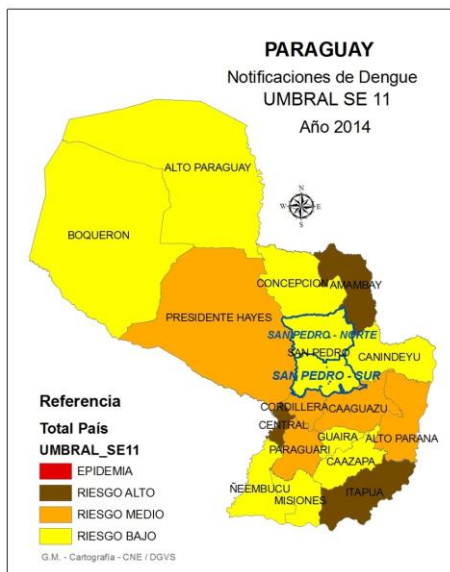 PARAGUAY
Notificaciones de Dengue
UMBRAL SE 11
Año 2014
ALTO PARAGUAY
N
W E
S
BOQUERON
CONCEPCION
AMAMBAY
PRESIDENTE HAYES
SAN PEDRO - NORTE
SAN PEDRO
CANINDEYU
SAN PEDRO - SUR
CORDILLERA
CAAGUAZU
CENTRAL
GUAIRA
ALTO PARANA
PARAGUARI
CAAZAPA
ÑEEMBUCU
MISIONES
ITAPUA
Referencia
Total País
UMBRAL_SE11
EPIDEMIA
RIESGO ALTO
RIESGO MEDIO
RIESGO BAJO
G.M. - Cartografia - CNE / DGVS